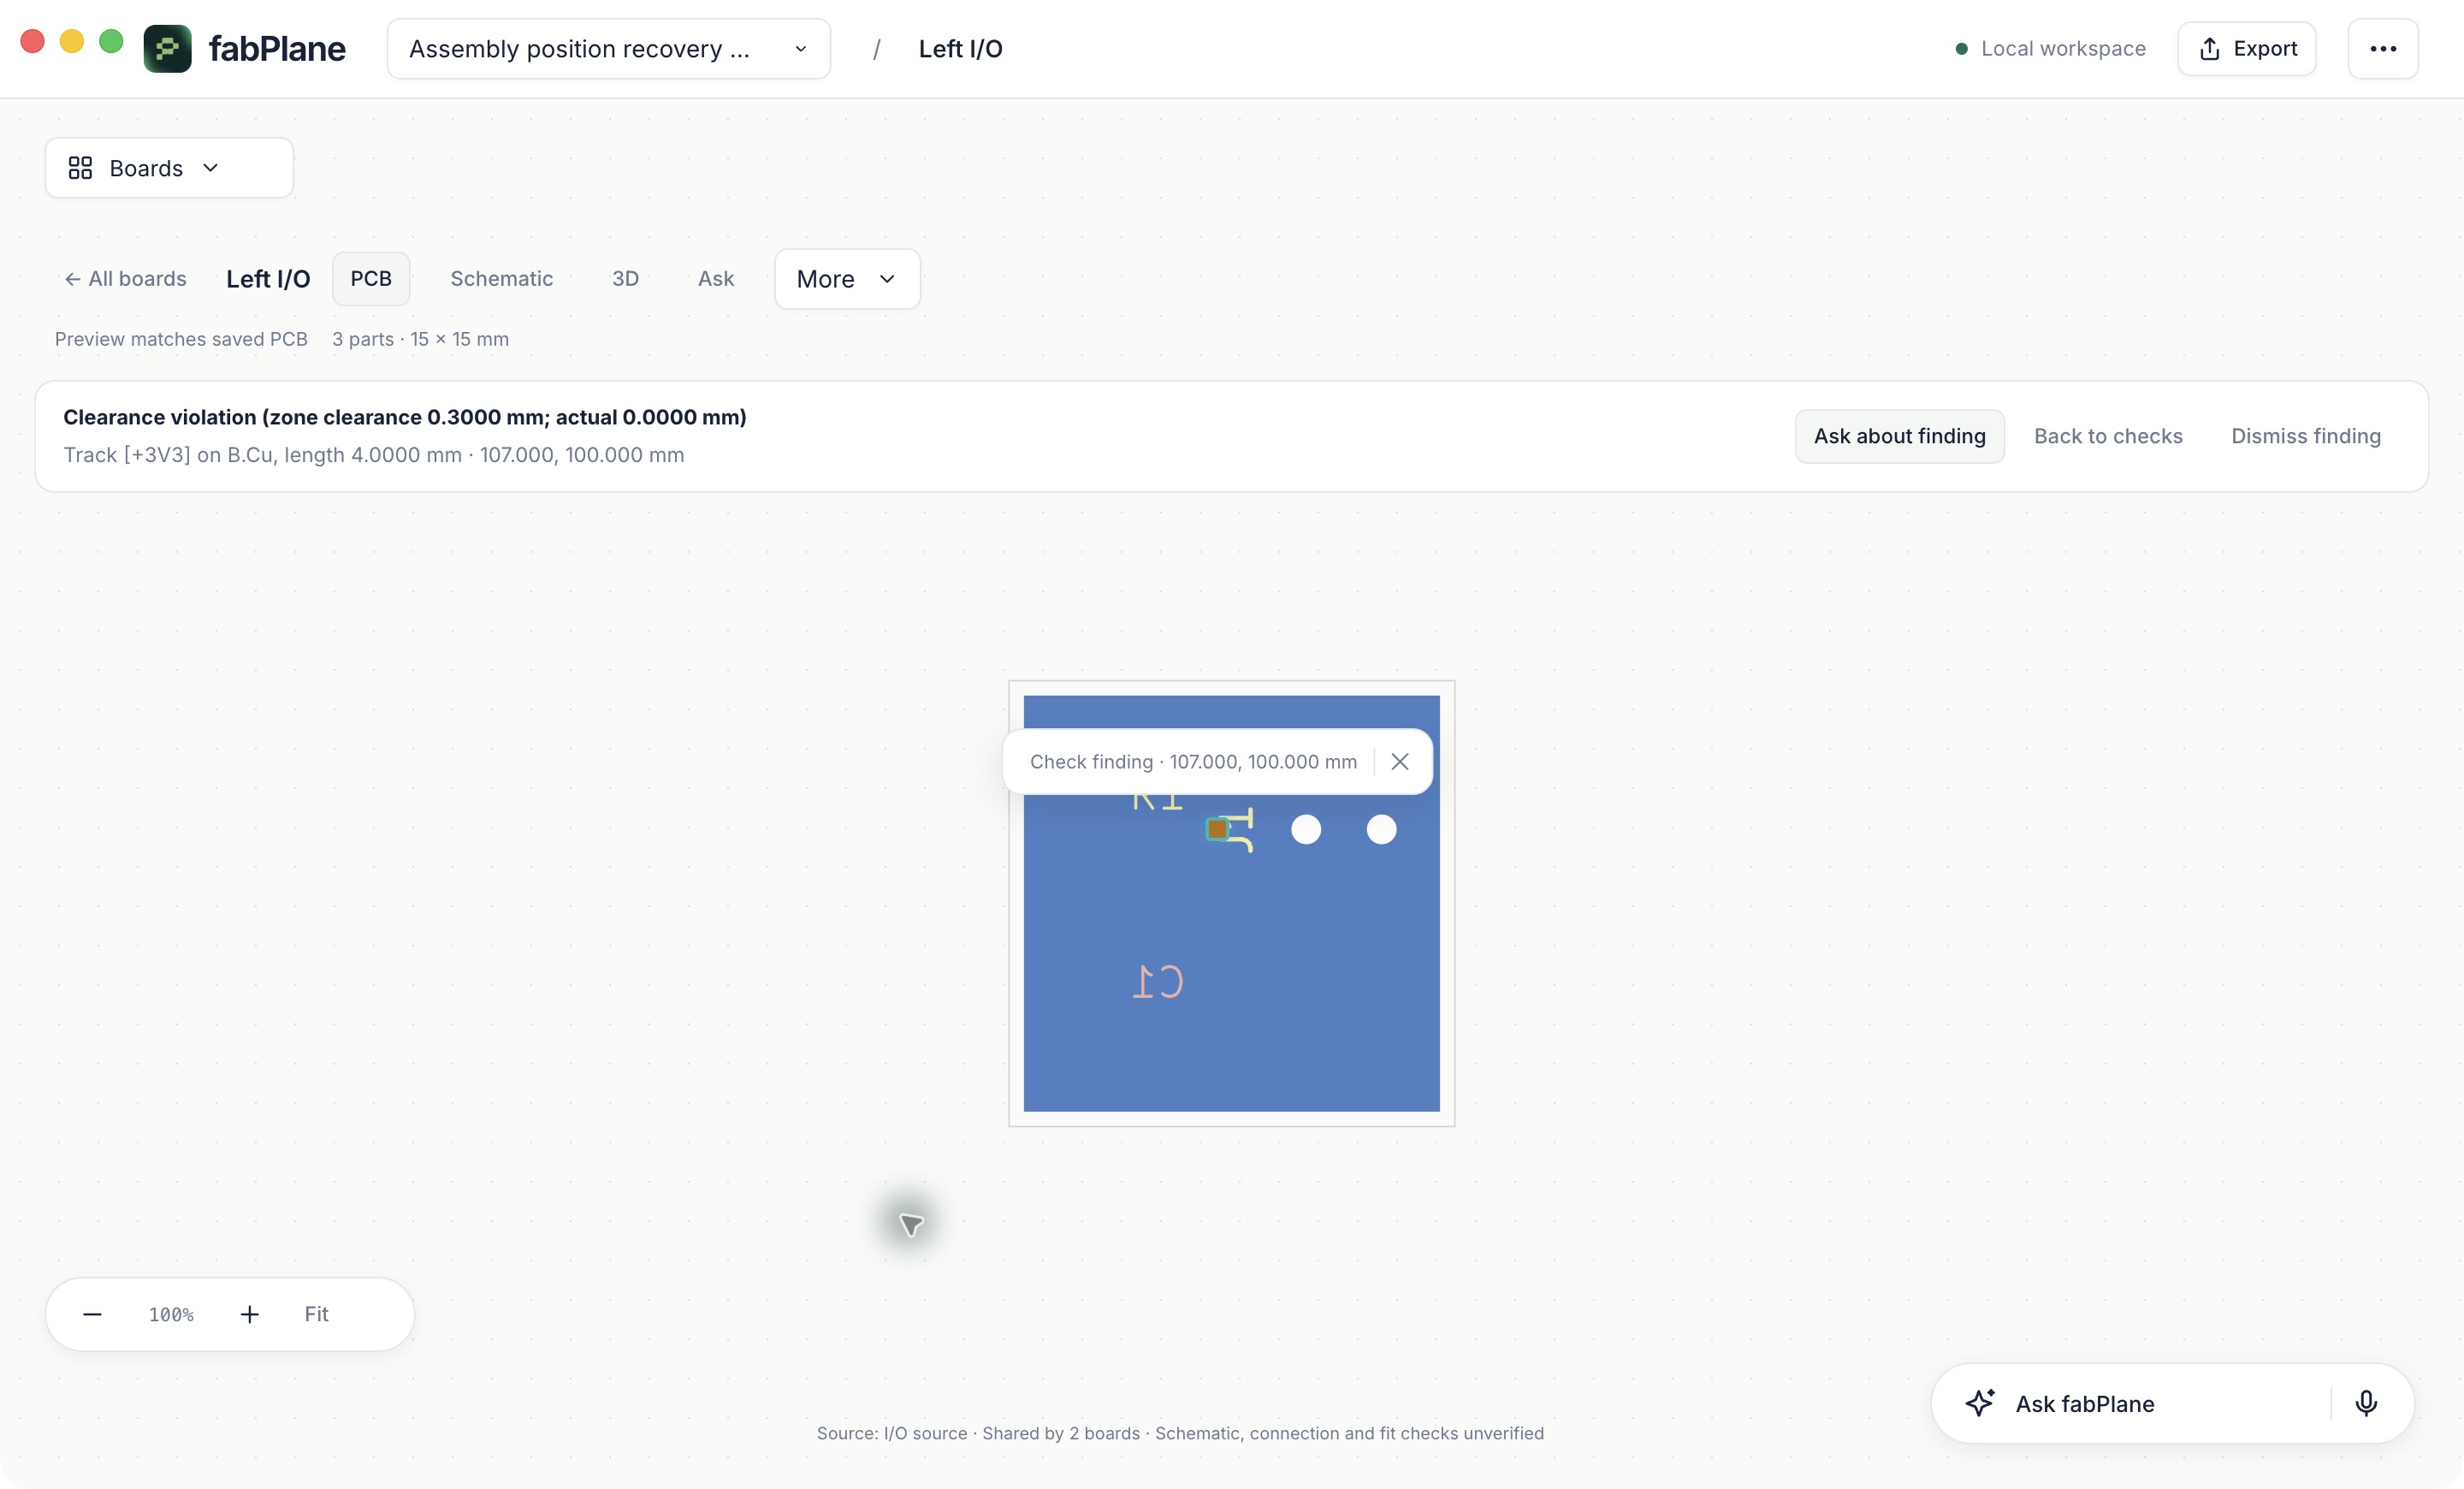 fabPlane
Assembly position recovery ...
/
Left I/O
Local workspace
Export
Boards
← All boards
Left I/O
PCB
Schematic
3D
Ask
More
Preview matches saved PCB
3 parts · 15 × 15 mm
Clearance violation (zone clearance 0.3000 mm; actual 0.0000 mm)
Track [+3V3] on B.Cu, length 4.0000 mm · 107.000, 100.000 mm
Ask about finding
Back to checks
Dismiss finding
Check finding · 107.000, 100.000 mm
R1
J1
C1
100%
Fit
Ask fabPlane
Source: I/O source · Shared by 2 boards · Schematic, connection and fit checks unverified